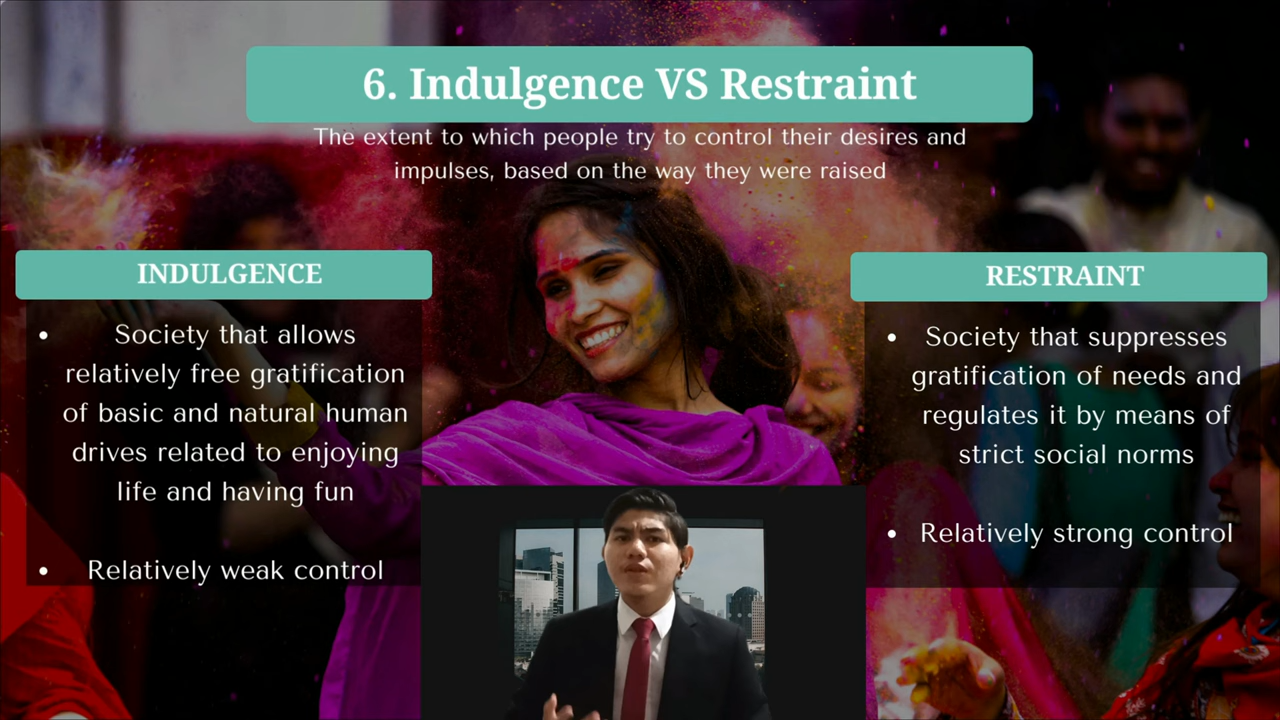 6. Indulgence VS Restraint
The extent to which people try to control their desires and
impulses, based on the way they were raised
INDULGENCE
• Society that allows
relatively free gratification
of basic and natural human
drives related to enjoying
life and having fun
• Relatively weak control
RESTRAINT
• Society that suppresses
gratification of needs and
regulates it by means of
strict social norms
• Relatively strong control